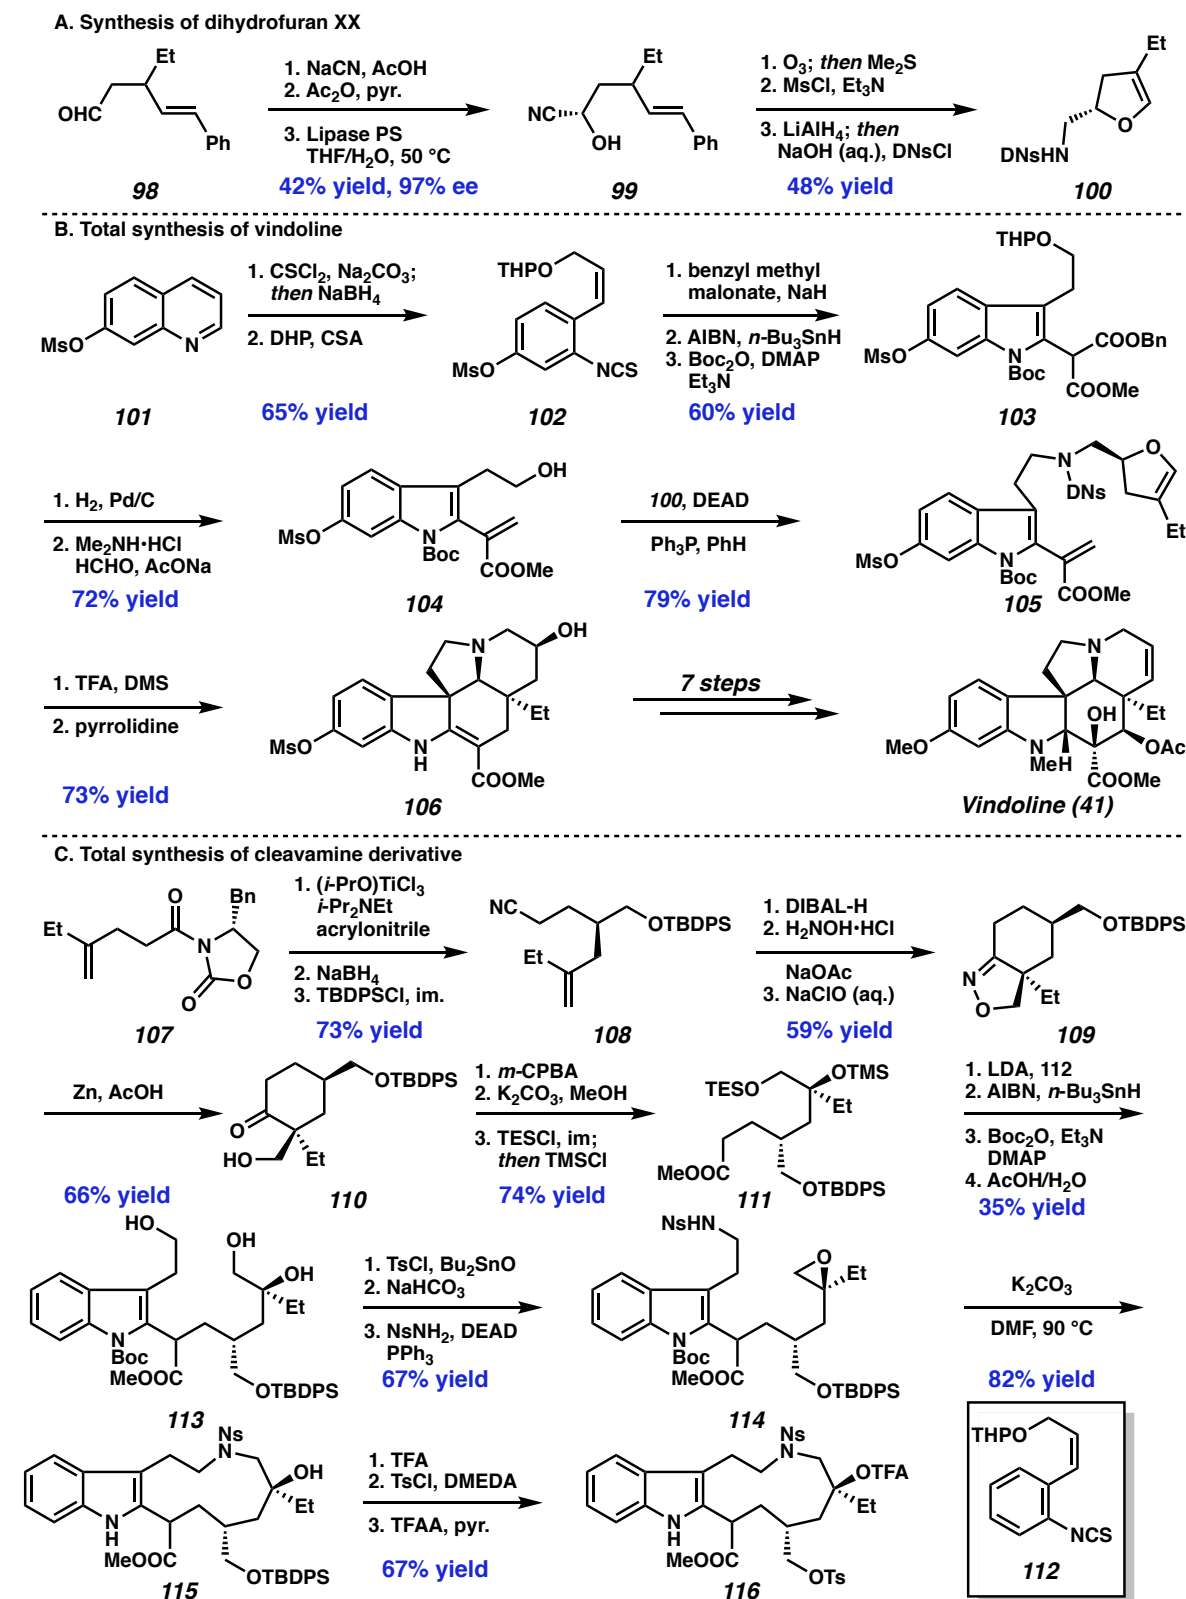 A. Synthesis of dihydrofuran XX
Et
OHC
Ph
98
1. NaCN, AcOH
2. Ac2O, pyr.
3. Lipase PS
THF/H2O, 50 °C
42% yield, 97% ee
Et
NC
OH
Ph
99
1. O3; then Me2S
2. MsCl, Et3N
3. LiAlH4; then
NaOH (aq.), DNsCl
48% yield
Et
O
DNsHN
100
B. Total synthesis of vindoline
MsO
N
101
1. CSCl2, Na2CO3;
then NaBH4
2. DHP, CSA
65% yield
THPO
MsO
NCS
102
1. benzyl methyl
malonate, NaH
2. AIBN, n-Bu3SnH
3. Boc2O, DMAP
Et3N
60% yield
THPO
MsO
N
Boc
COOBn
COOMe
103
1. H2, Pd/C
2. Me2NH•HCl
HCHO, AcONa
72% yield
OH
MsO
N
Boc
COOMe
104
100, DEAD
Ph3P, PhH
79% yield
N
DNs
O
Et
MsO
N
Boc
COOMe
105
1. TFA, DMS
2. pyrrolidine
73% yield
N
OH
Et
MsO
N
H
COOMe
106
7 steps
N
OH
Et
MeO
N
MeH
OAc
COOMe
Vindoline (41)
C. Total synthesis of cleavamine derivative
Et
O
Bn
N
O
O
107
1. (i-PrO)TiCl3
i-Pr2NEt
acrylonitrile
2. NaBH4
3. TBDPSCl, im.
73% yield
NC
OTBDPS
Et
108
1. DIBAL-H
2. H2NOH•HCl
NaOAc
3. NaClO (aq.)
59% yield
OTBDPS
N
O
Et
109
Zn, AcOH
66% yield
OTBDPS
O
HO
Et
110
1. m-CPBA
2. K2CO3, MeOH
3. TESCl, im;
then TMSCl
74% yield
TESO
OTMS
Et
MeOOC
OTBDPS
111
1. LDA, 112
2. AIBN, n-Bu3SnH
3. Boc2O, Et3N
DMAP
4. AcOH/H2O
35% yield
HO
OH
OH
Et
N
Boc
MeOOC
OTBDPS
113
1. TsCl, Bu2SnO
2. NaHCO3
3. NsNH2, DEAD
PPh3
67% yield
NsHN
O
Et
N
Boc
MeOOC
OTBDPS
114
K2CO3
DMF, 90 °C
82% yield
Ns
N
OH
Et
N
H
MeOOC
OTBDPS
115
1. TFA
2. TsCl, DMEDA
3. TFAA, pyr.
67% yield
Ns
N
OTFA
Et
N
H
MeOOC
OTs
116
THPO
NCS
112